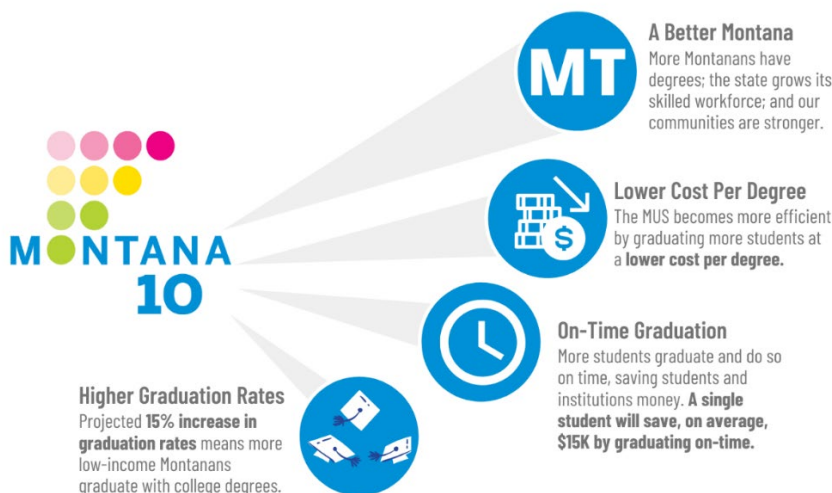 MT
A Better Montana
More Montanans have
degrees; the state grows its
skilled workforce; and our
communities are stronger.
MONTANA
10
Lower Cost Per Degree
The MUS becomes more efficient
by graduating more students at
a lower cost per degree.
$
On-Time Graduation
More students graduate and do so
on time, saving students and
institutions money. A single
student will save, on average,
$15K by graduating on-time.
Higher Graduation Rates
Projected 15% increase in
graduation rates means more
low-income Montanans
graduate with college degrees.